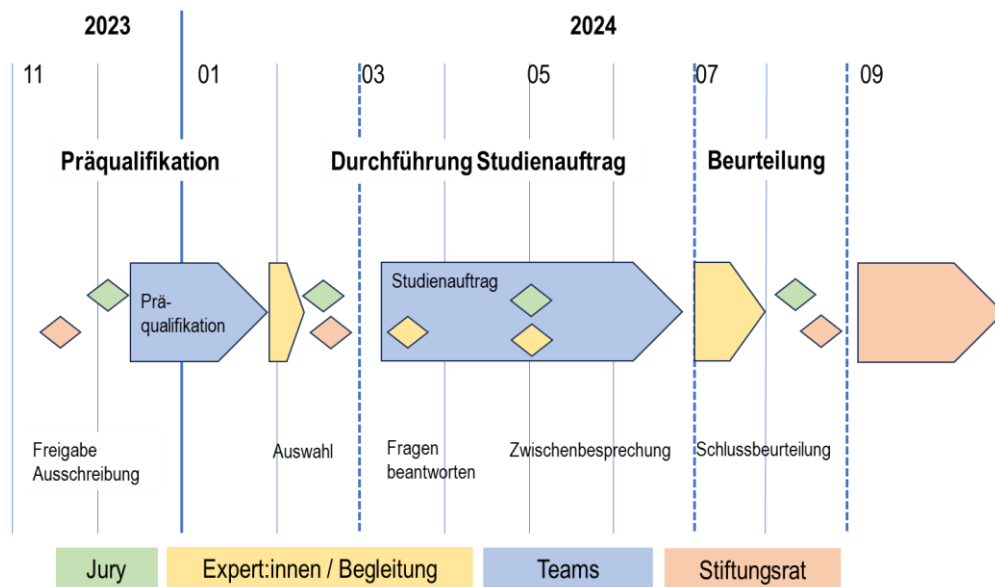 2023
2024
11
01
03
05
07
09
Präqualifikation
Durchführung Studienauftrag
Beurteilung
Prä-
qualifikation
Studienauftrag
Freigabe
Ausschreibung
Auswahl
Fragen
beantworten
Zwischenbesprechung
Schlussbeurteilung
Jury
Expert:innen / Begleitung
Teams
Stiftungsrat